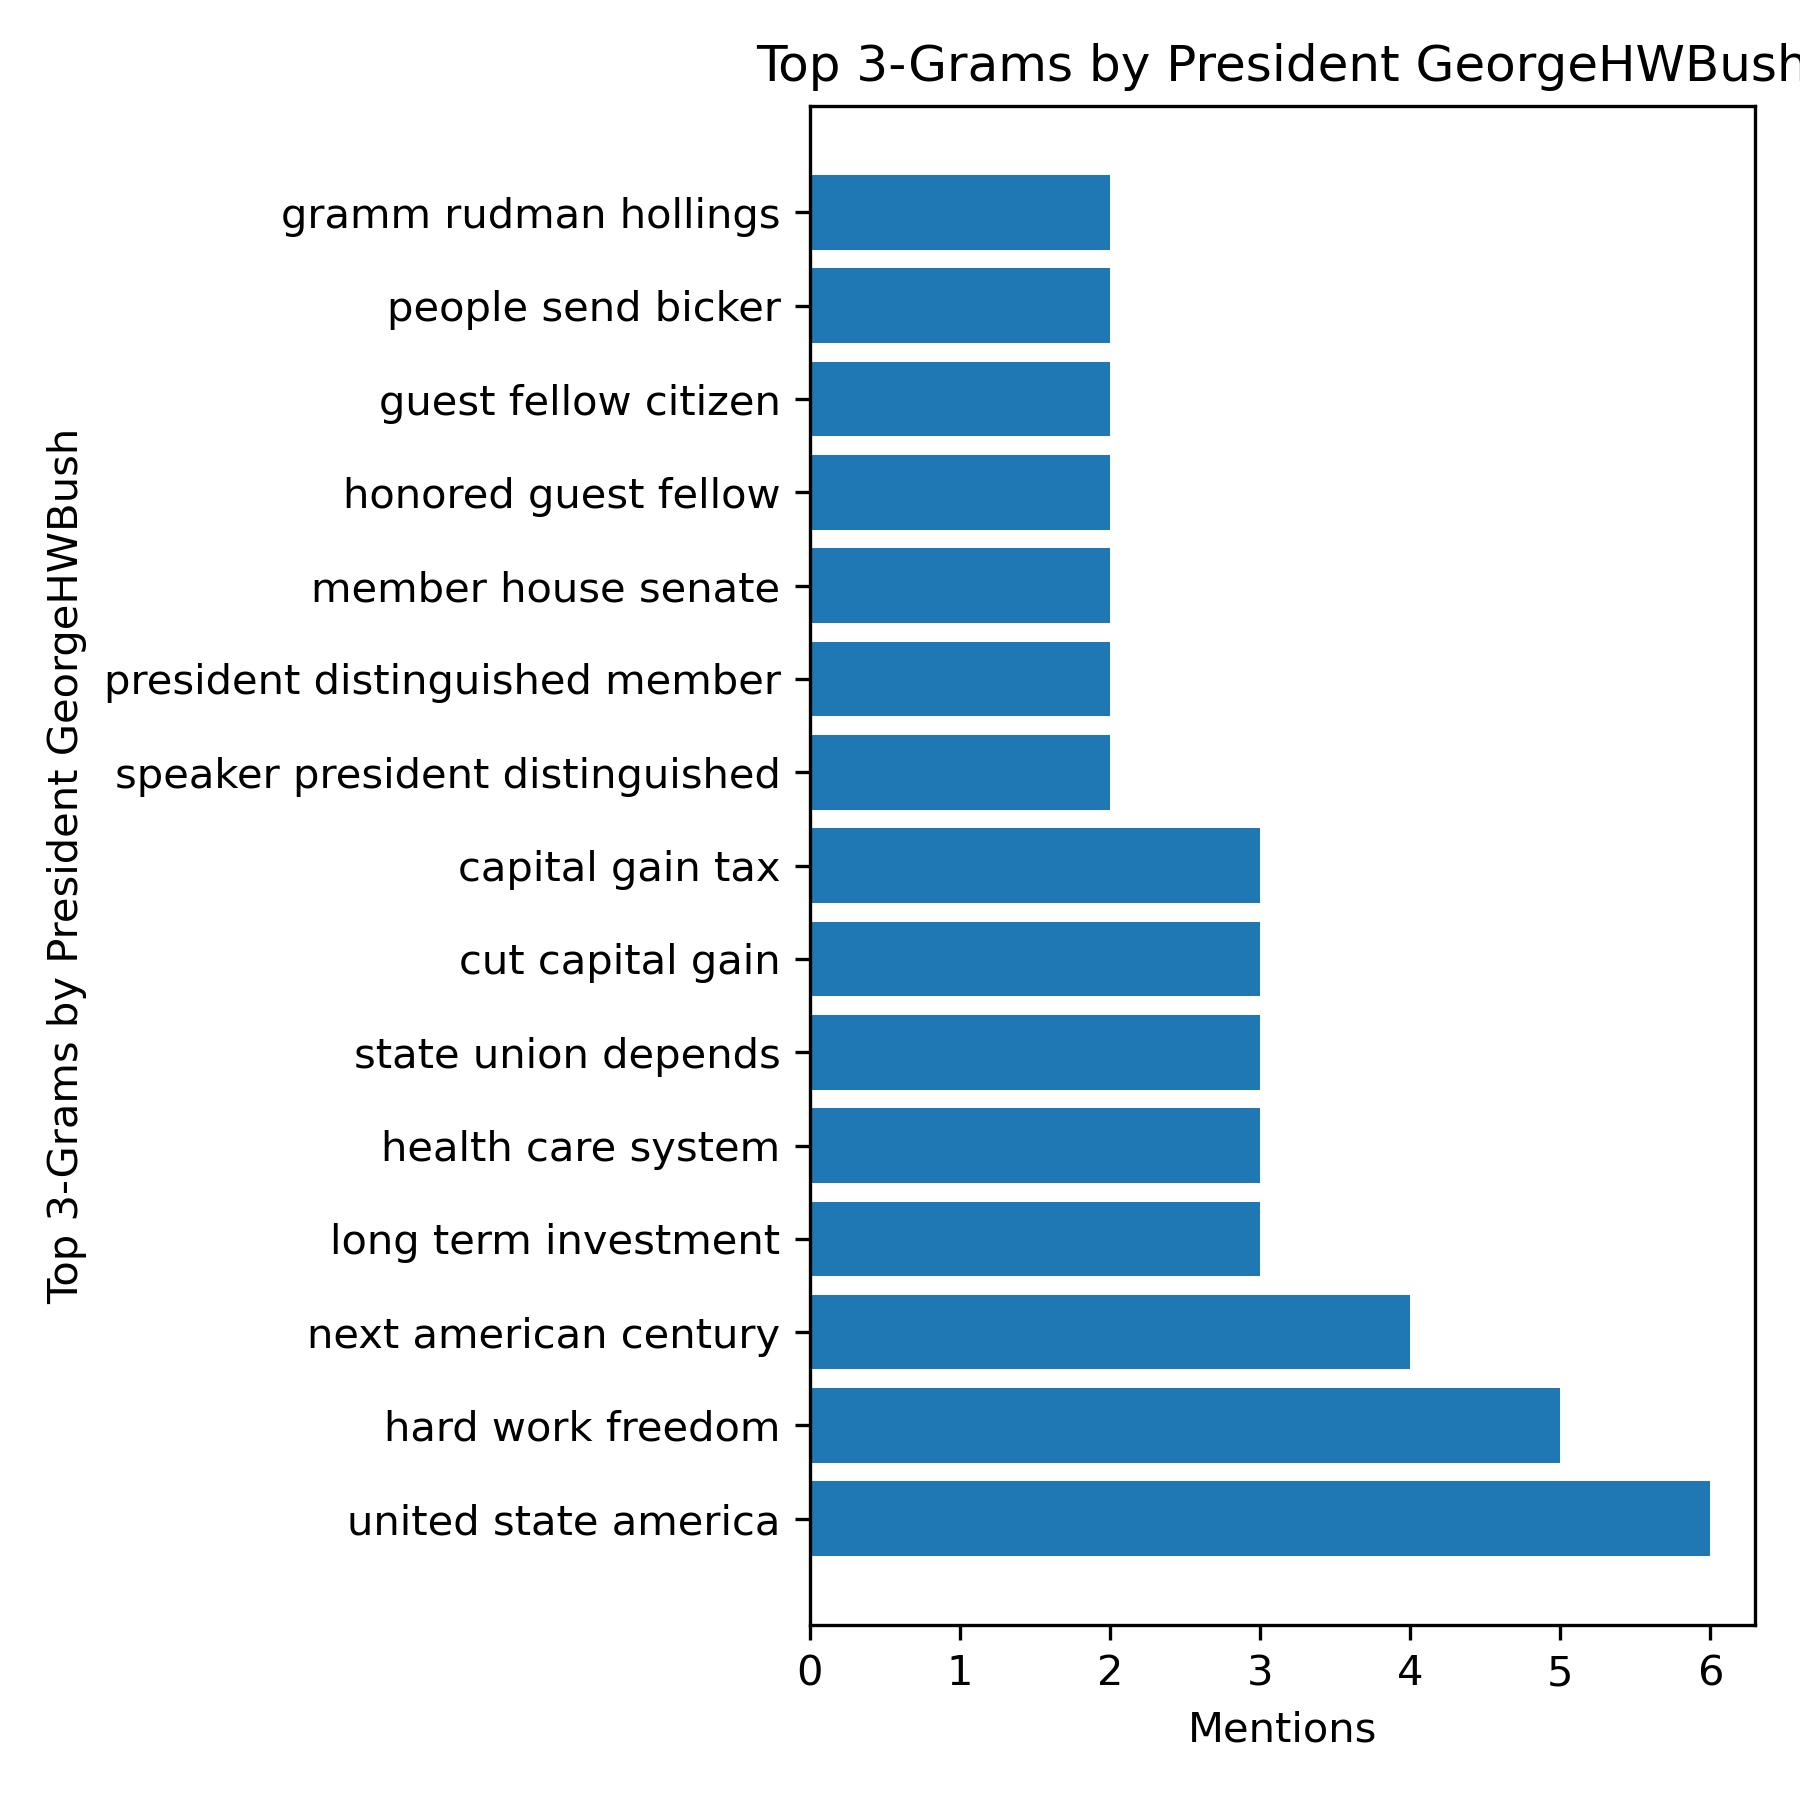 Top 3-Grams by President GeorgeHWBush
Top 3-Grams by President GeorgeHWBush
gramm rudman hollings
people send bicker
guest fellow citizen
honored guest fellow
member house senate
president distinguished member
speaker president distinguished
capital gain tax
cut capital gain
state union depends
health care system
long term investment
next american century
hard work freedom
united state america
0 1 2 3 4 5 6
Mentions